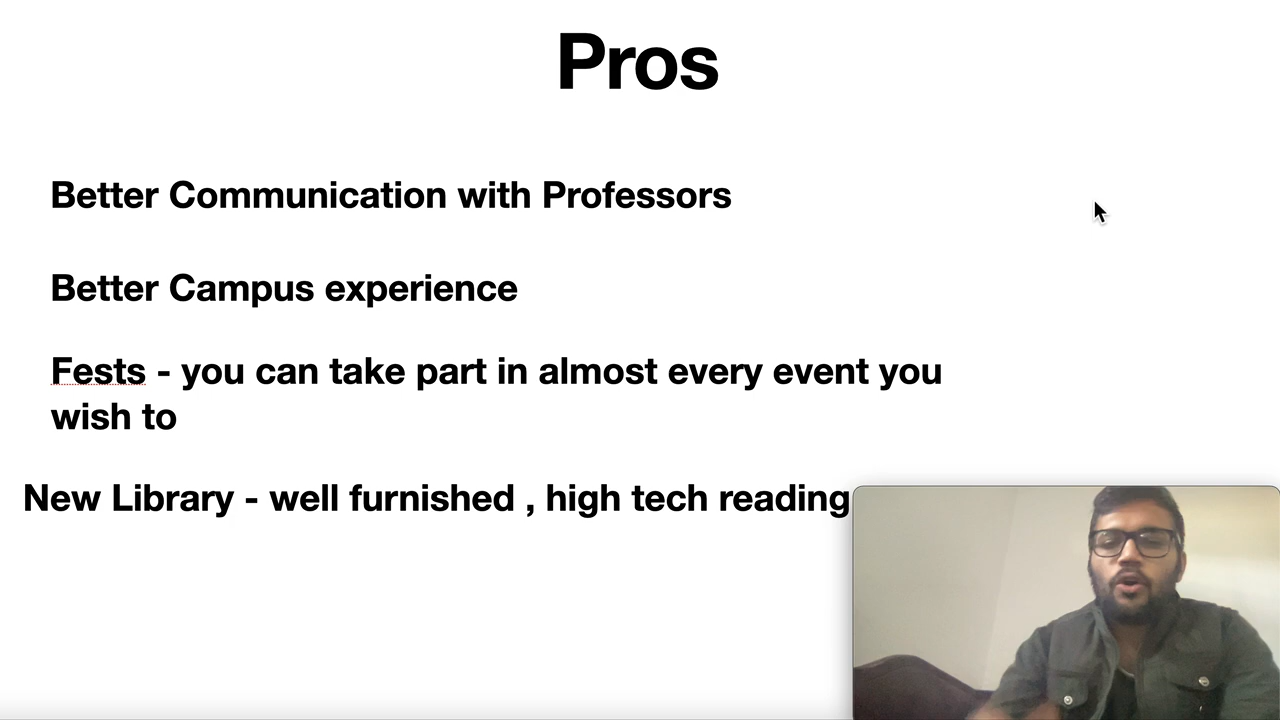 Pros
Better Communication with Professors
Better Campus experience
Fests - you can take part in almost every event you
wish to
New Library - well furnished , high tech reading